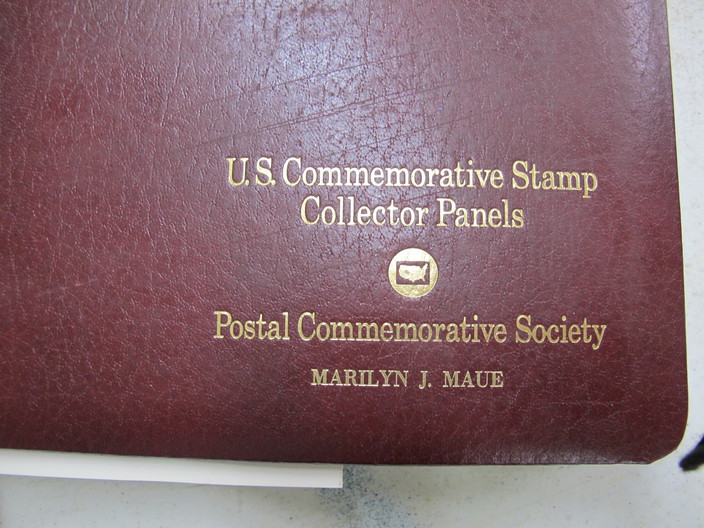 U.S. Commemorative Stamp
Collector Panels
Postal Commemorative Society
MARILYN J. MAUE